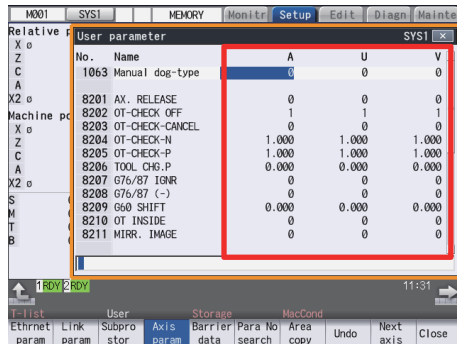 M001 SYS1 MEMORY Monitr Setup Edit Diagn Mainte
Relative p
X ø
Z
C
A
X2 ø
Machine po
X ø
Z
C
A
X2 ø
S
M
T
B
User parameter SYS1 ×
No. Name A U V
1063 Manual dog-type 0 0 0
8201 AX. RELEASE 0 0 0
8202 OT-CHECK OFF 1 1 1
8203 OT-CHECK-CANCEL 0 0 0
8204 OT-CHECK-N 1.000 1.000 1.000
8205 OT-CHECK-P 1.000 1.000 1.000
8206 TOOL CHG.P 0.000 0.000 0.000
8207 G76/87 IGNR 0 0 0
8208 G76/87 (-) 0 0 0
8209 G60 SHIFT 0.000 0.000 0.000
8210 OT INSIDE 0 0 0
8211 MIRR. IMAGE 0 0 0
1RDY 2RDY 11:31
T-list User Storage MacCond
Ethrnet param Link param Subpro stor Axis param Barrier data Para No search Area copy Undo Next axis Close